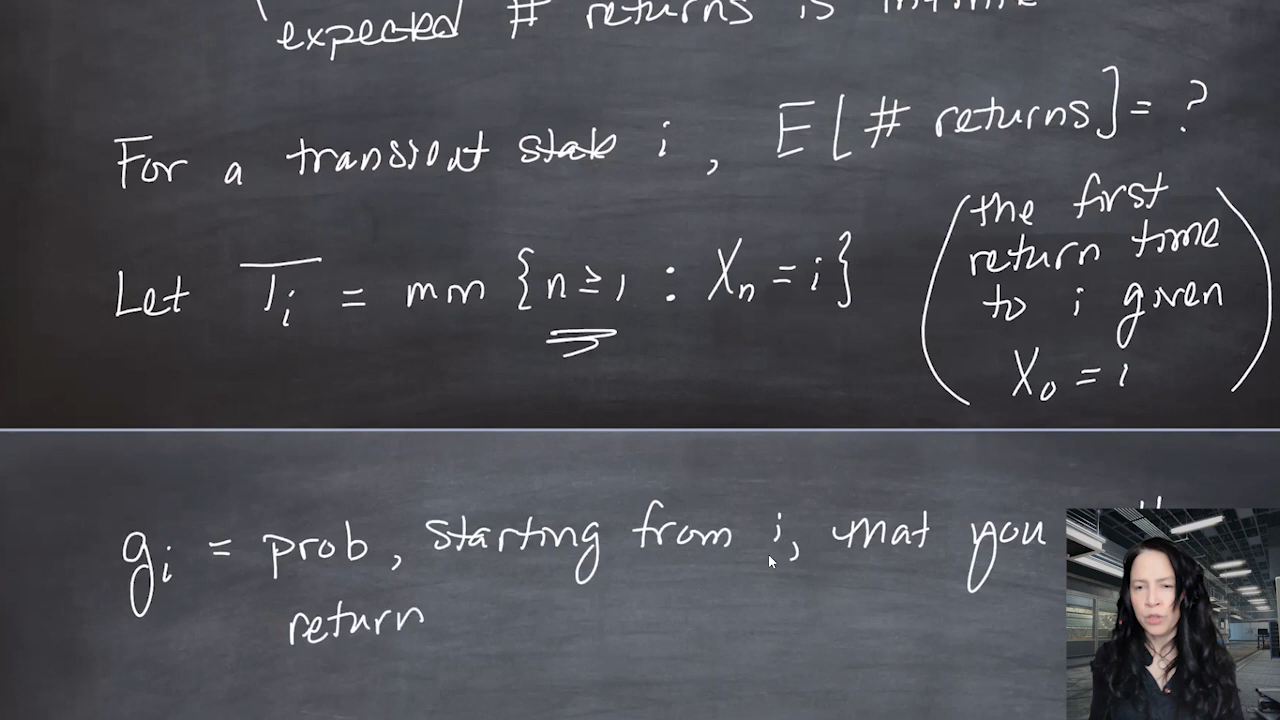 expected # returns is infinite
For a transient state i, E[# returns] = ?
Let Ti = min {n ≥ 1 : Xn = i}
(the first
return time
to i given
X0 = i)
gi = prob, starting from i, that you
return